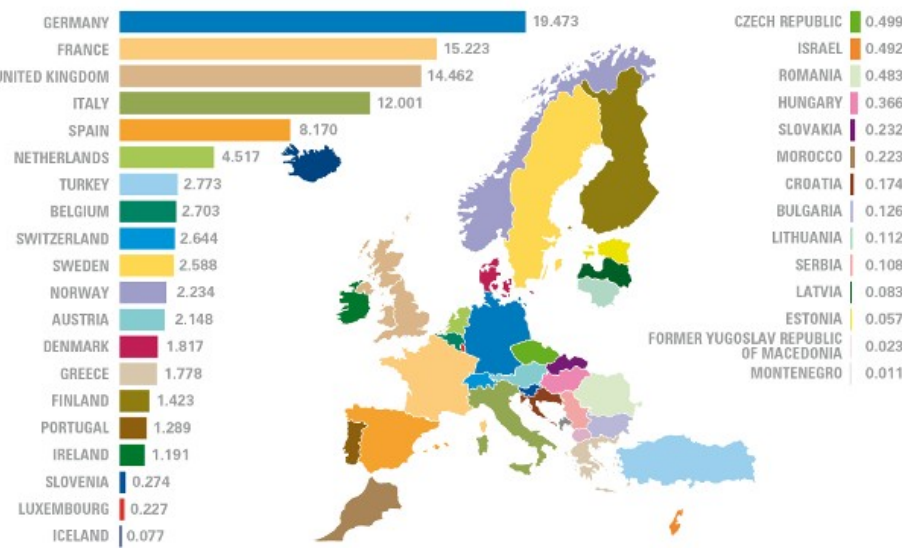 GERMANY 19.473
FRANCE 15.223
UNITED KINGDOM 14.462
ITALY 12.001
SPAIN 8.170
NETHERLANDS 4.517
TURKEY 2.773
BELGIUM 2.703
SWITZERLAND 2.644
SWEDEN 2.588
NORWAY 2.234
AUSTRIA 2.148
DENMARK 1.817
GREECE 1.778
FINLAND 1.423
PORTUGAL 1.289
IRELAND 1.191
SLOVENIA 0.274
LUXEMBOURG 0.227
ICELAND 0.077
CZECH REPUBLIC 0.499
ISRAEL 0.492
ROMANIA 0.483
HUNGARY 0.366
SLOVAKIA 0.232
MOROCCO 0.223
CROATIA 0.174
BULGARIA 0.126
LITHUANIA 0.112
SERBIA 0.108
LATVIA 0.083
ESTONIA 0.057
FORMER YUGOSLAV REPUBLIC
OF MACEDONIA 0.023
MONTENEGRO 0.011